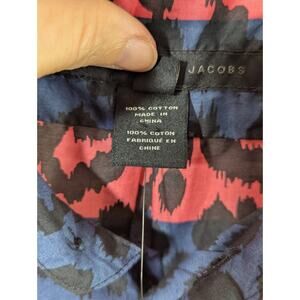 JACOBS
100% COTTON
MADE IN
CHINA
100% COTON
FABRIQUÉ EN
CHINE